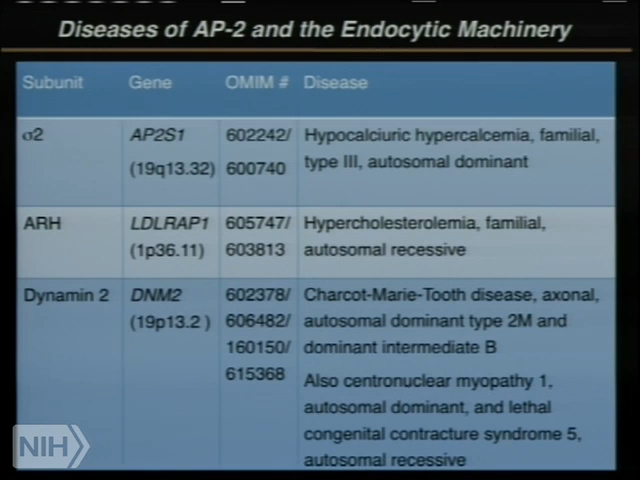 Diseases of AP-2 and the Endocytic Machinery
Subunit Gene OMIM # Disease
σ2 AP2S1 602242/ Hypocalciuric hypercalcemia, familial,
(19q13.32) 600740 type III, autosomal dominant
ARH LDLRAP1 605747/ Hypercholesterolemia, familial,
(1p36.11) 603813 autosomal recessive
Dynamin 2 DNM2 602378/ Charcot-Marie-Tooth disease, axonal,
(19p13.2 ) 606482/ autosomal dominant type 2M and
160150/ dominant intermediate B
615368
Also centronuclear myopathy 1,
autosomal dominant, and lethal
congenital contracture syndrome 5,
autosomal recessive
NIH